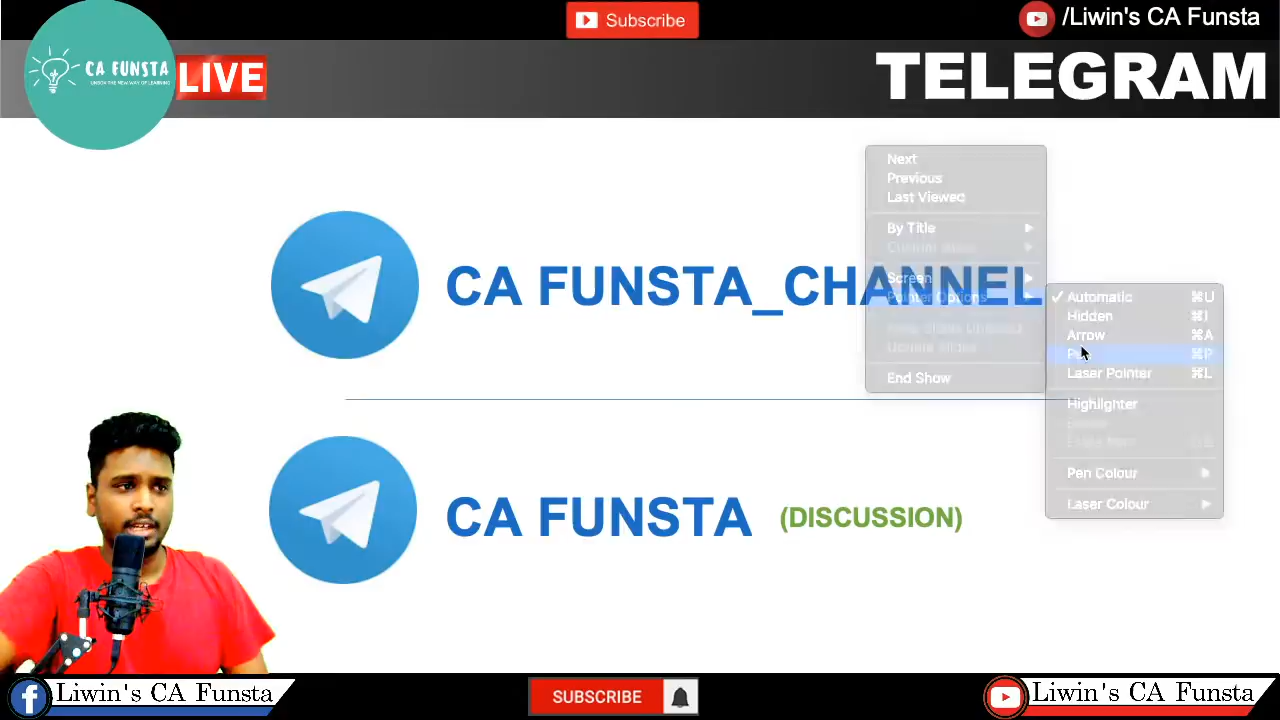 Subscribe
/Liwin's CA Funsta
CA FUNSTA
LIVE
TELEGRAM
Next
Previous
Last Viewed
By Title
CA FUNSTA_CHANNEL
Screen
Pointer Options
End Show
Automatic ⌘U
Hidden ⌘I
Arrow ⌘A
⌘P
Laser Pointer ⌘L
Highlighter
Pen Colour
Laser Colour
CA FUNSTA (DISCUSSION)
Liwin's CA Funsta
SUBSCRIBE
Liwin's CA Funsta